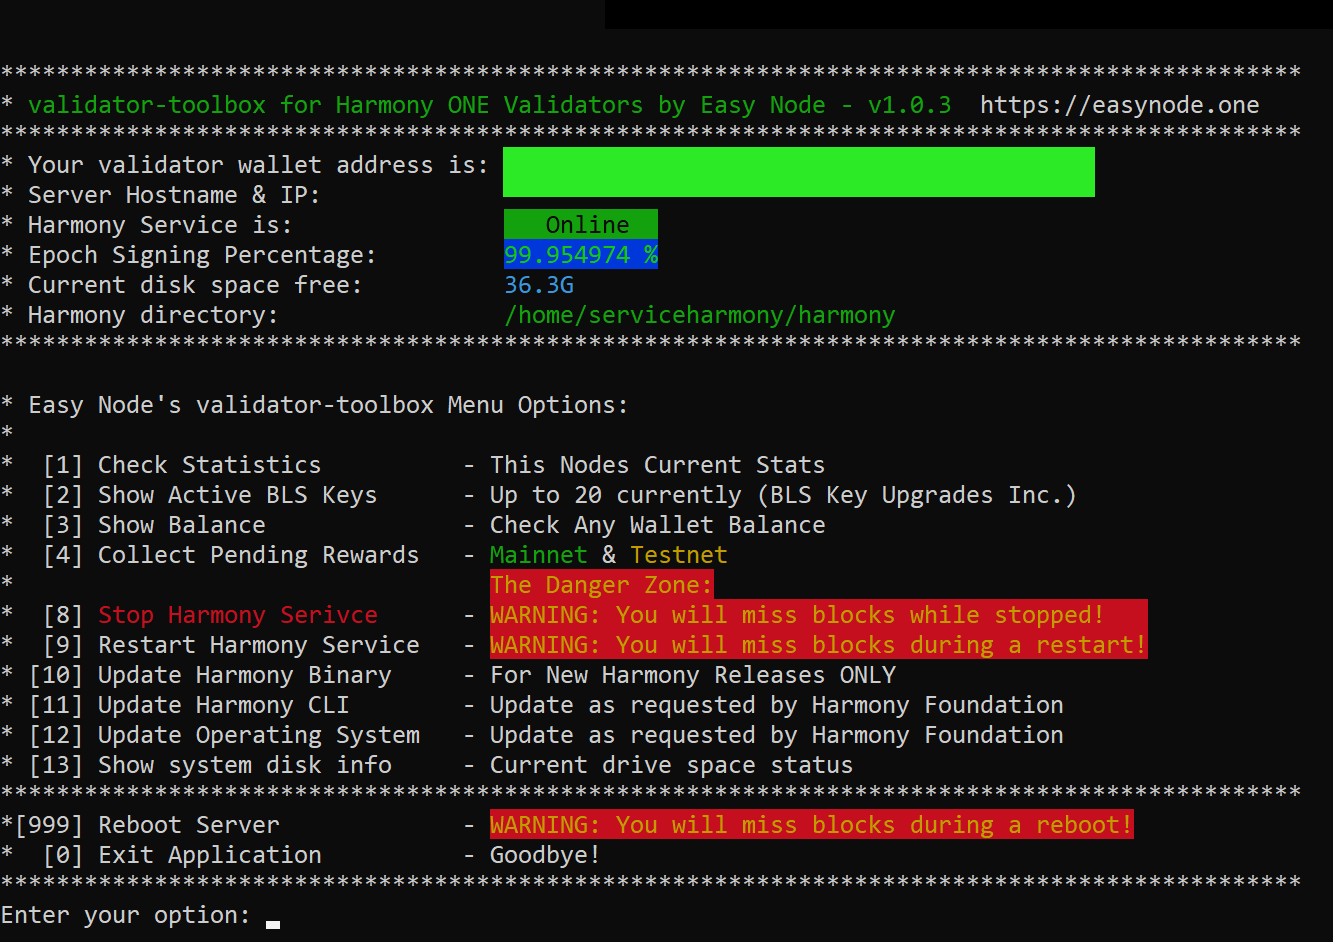 *********************************************************************************************
* validator-toolbox for Harmony ONE Validators by Easy Node - v1.0.3  https://easynode.one
*********************************************************************************************
* Your validator wallet address is:
* Server Hostname & IP:
* Harmony Service is:                  Online
* Epoch Signing Percentage:         99.954974 %
* Current disk space free:          36.3G
* Harmony directory:                /home/serviceharmony/harmony
*********************************************************************************************
* Easy Node's validator-toolbox Menu Options:
*
*  [1] Check Statistics          - This Nodes Current Stats
*  [2] Show Active BLS Keys      - Up to 20 currently (BLS Key Upgrades Inc.)
*  [3] Show Balance              - Check Any Wallet Balance
*  [4] Collect Pending Rewards   - Mainnet & Testnet
*                                  The Danger Zone:
*  [8] Stop Harmony Serivce      - WARNING: You will miss blocks while stopped!
*  [9] Restart Harmony Service   - WARNING: You will miss blocks during a restart!
* [10] Update Harmony Binary     - For New Harmony Releases ONLY
* [11] Update Harmony CLI        - Update as requested by Harmony Foundation
* [12] Update Operating System   - Update as requested by Harmony Foundation
* [13] Show system disk info     - Current drive space status
*********************************************************************************************
*[999] Reboot Server             - WARNING: You will miss blocks during a reboot!
*  [0] Exit Application          - Goodbye!
*********************************************************************************************
Enter your option: